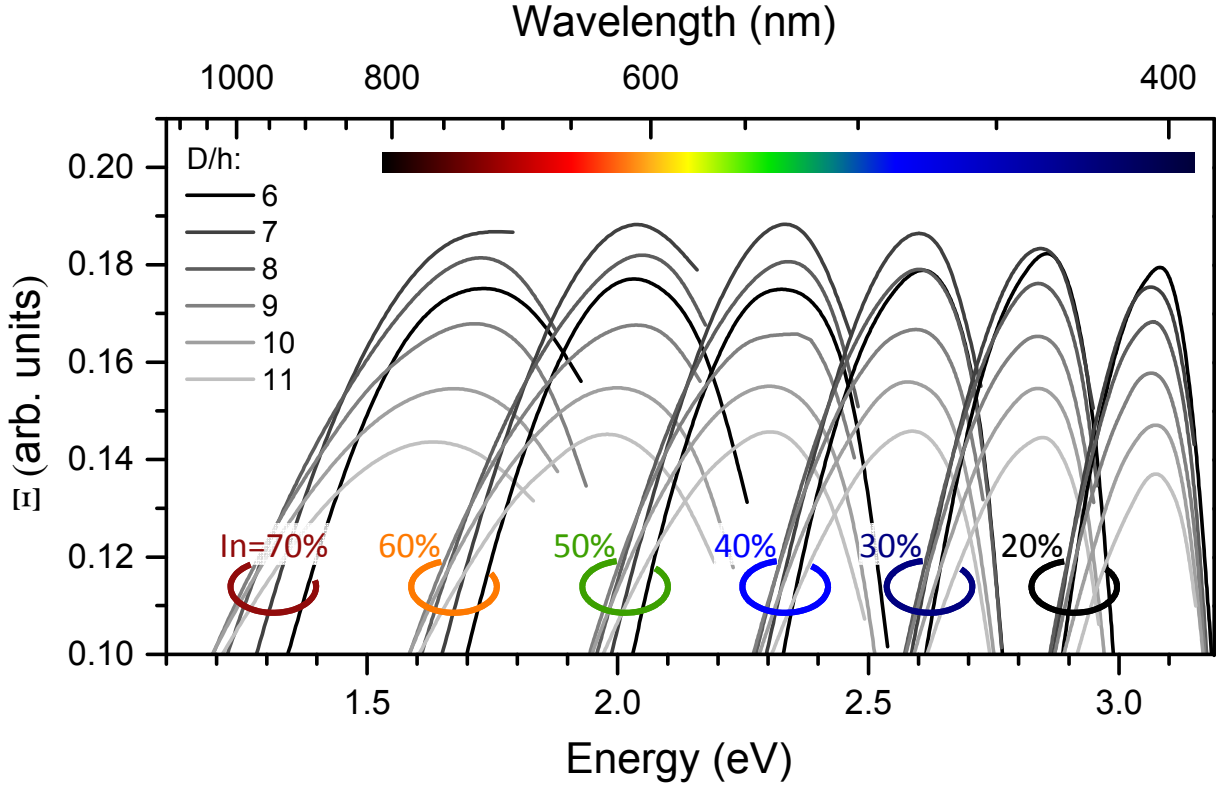 Wavelength (nm)
1000 800 600 400
D/h:
6
7
8
9
10
11
0.20
0.18
0.16
0.14
0.12
0.10
Ξ (arb. units)
In=70% 60% 50% 40% 30% 20%
1.5 2.0 2.5 3.0
Energy (eV)